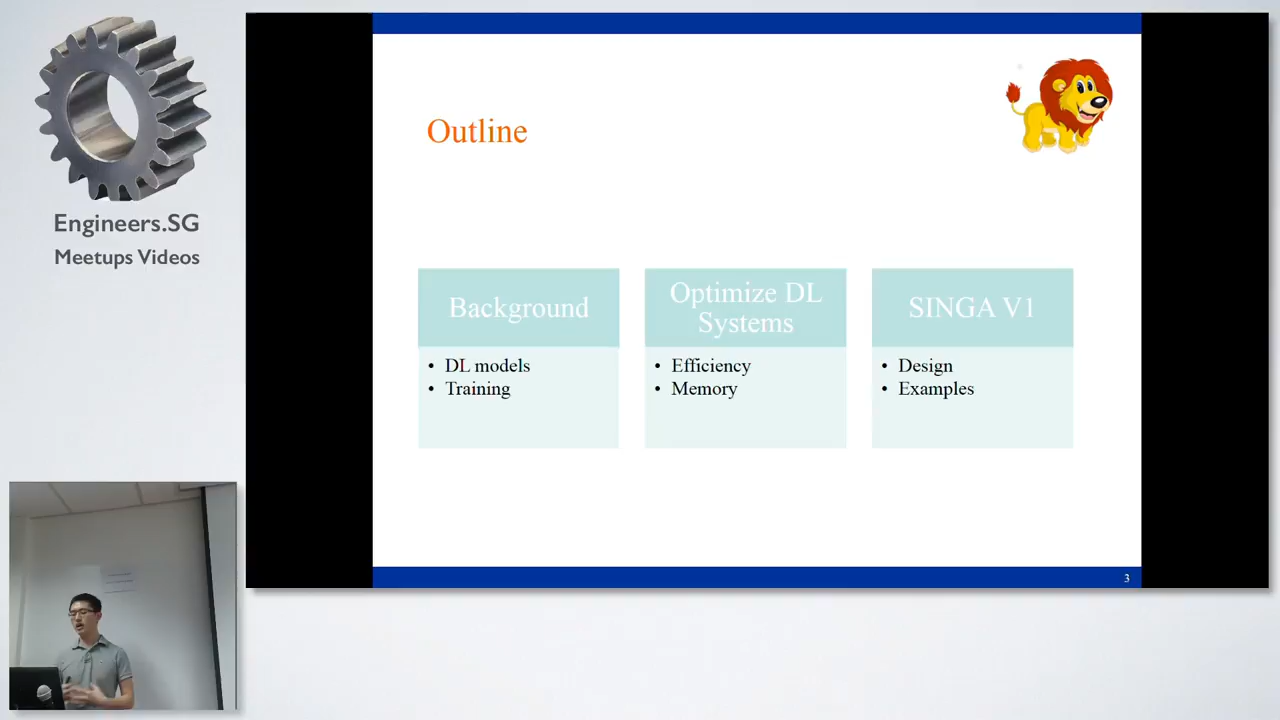 Engineers.SG
Meetups Videos
Outline
Background
• DL models
• Training
Optimize DL
Systems
• Efficiency
• Memory
SINGA V1
• Design
• Examples
3